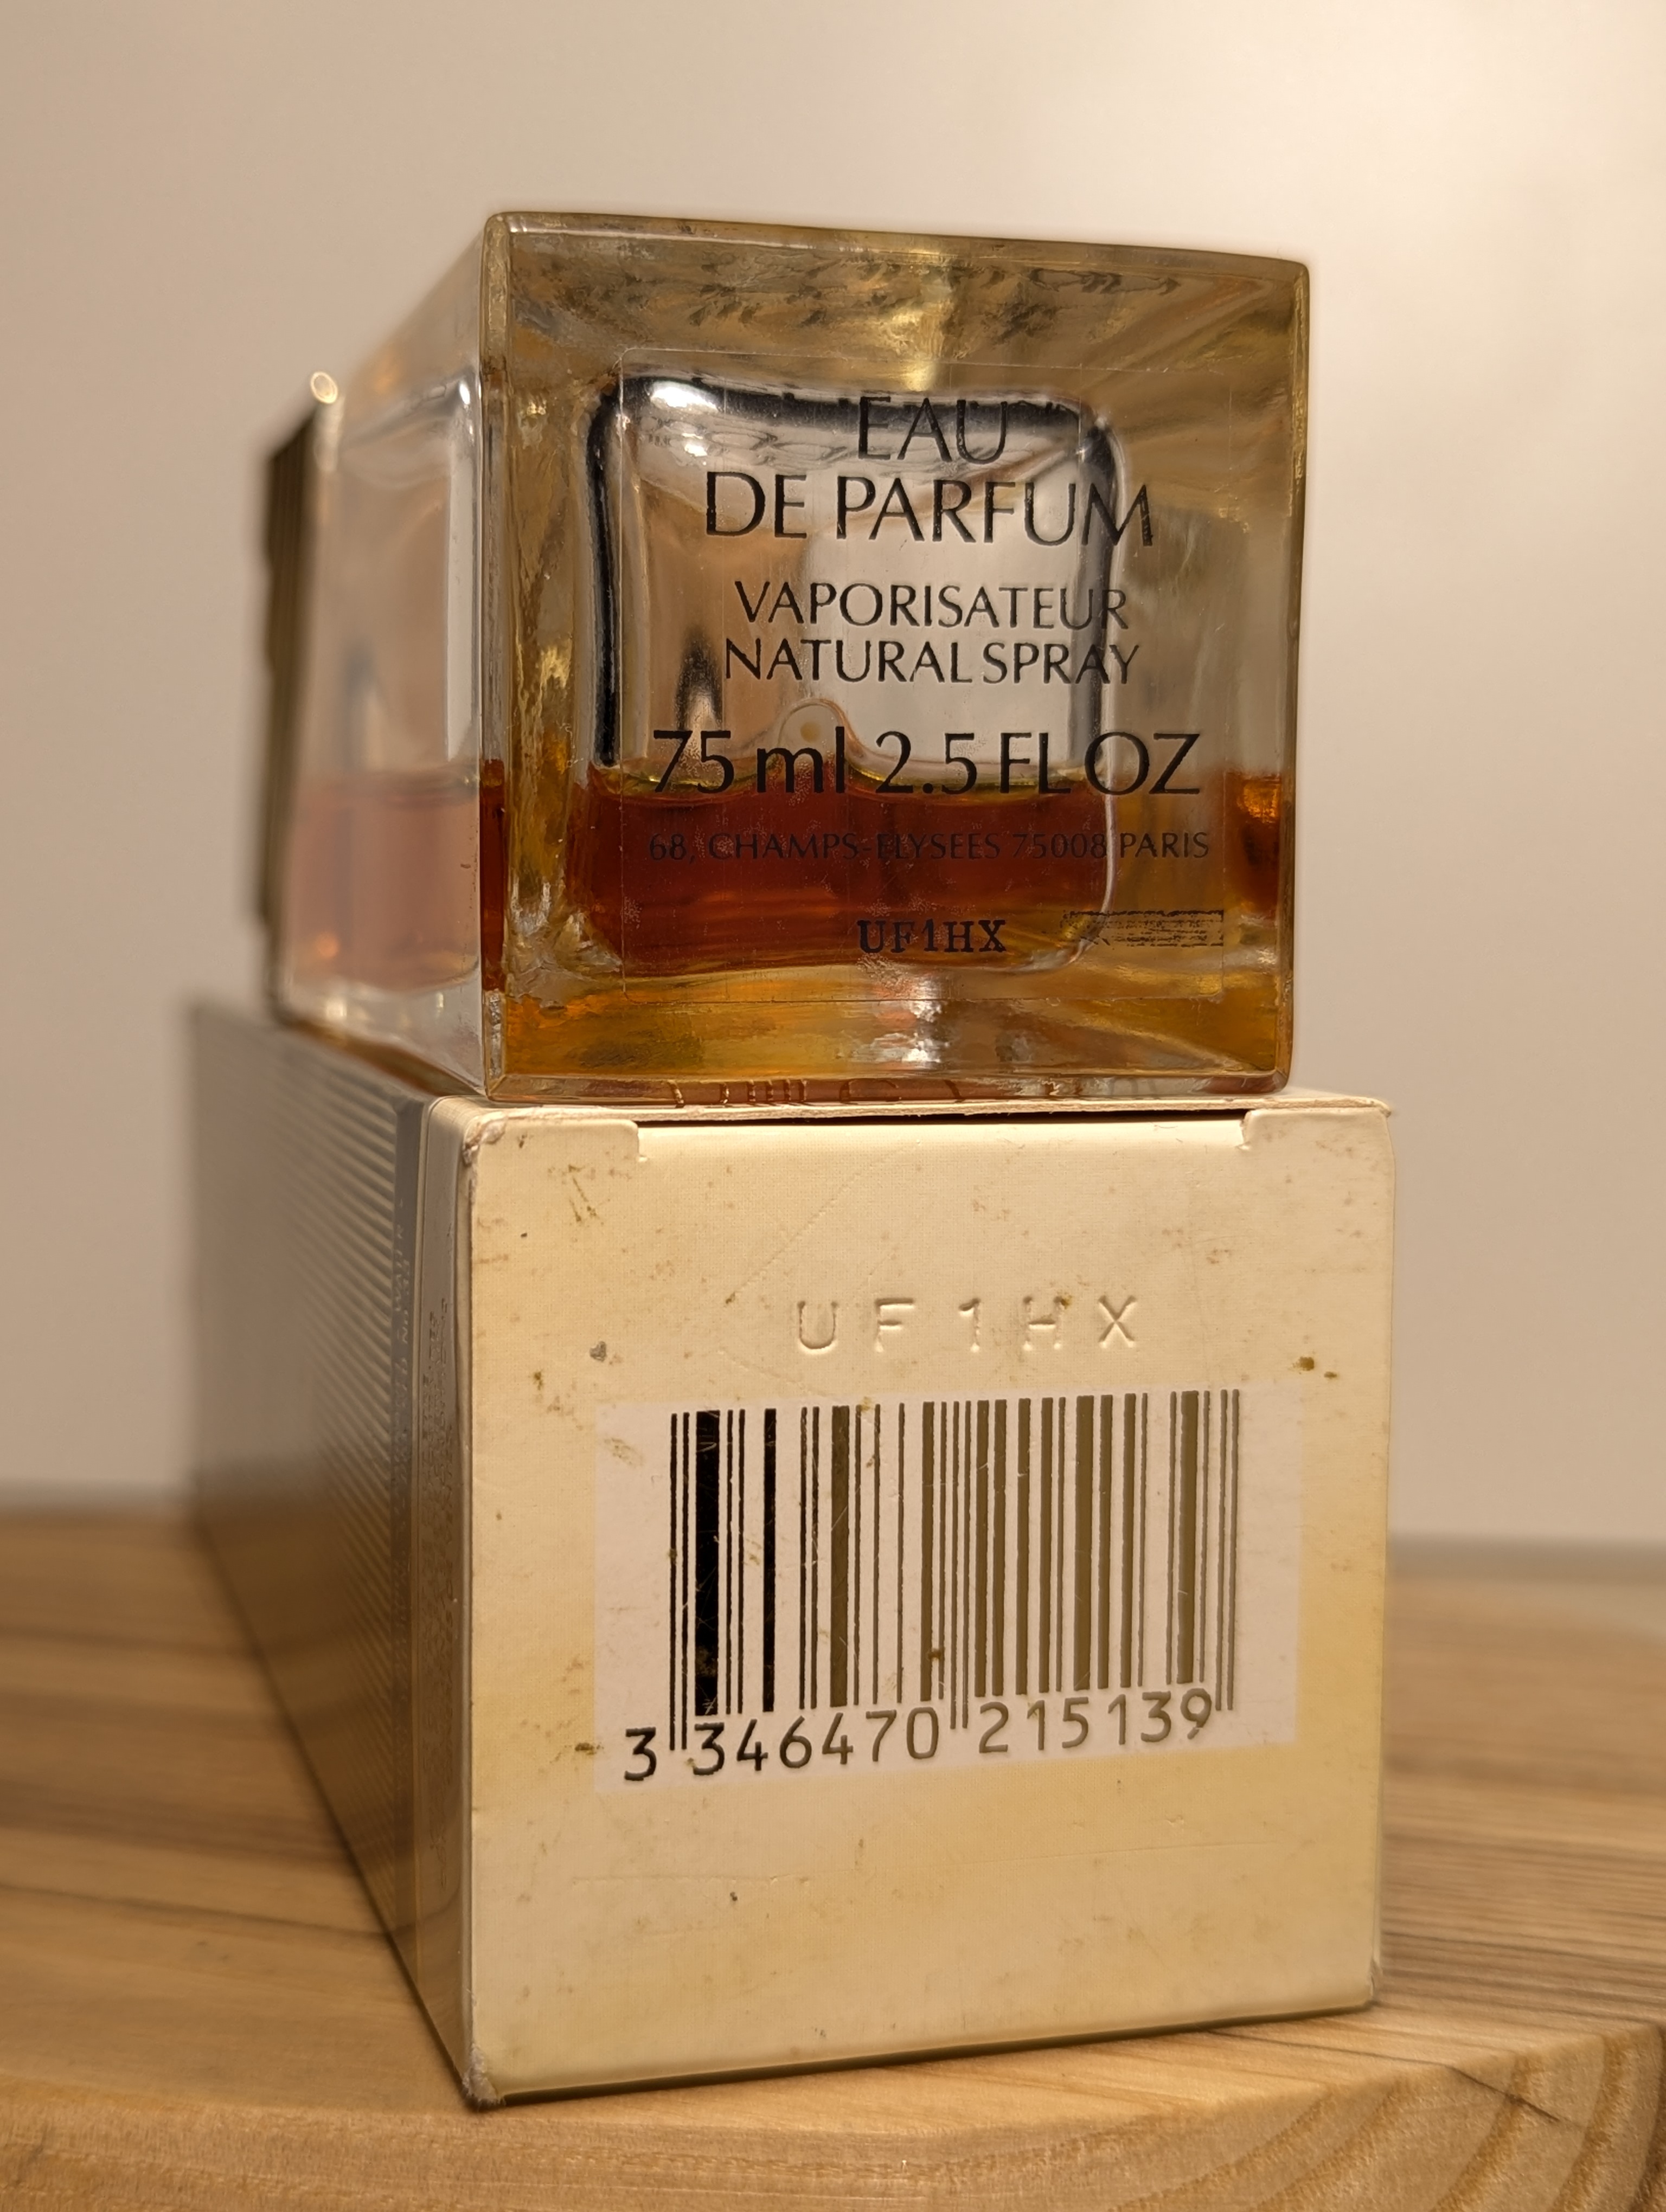 EAU
DE PARFUM
VAPORISATEUR
NATURAL SPRAY
75 ml 2.5 FL OZ
68, CHAMPS-ELYSEES 75008 PARIS
UF1HX
UF1HX
3 346470 215139